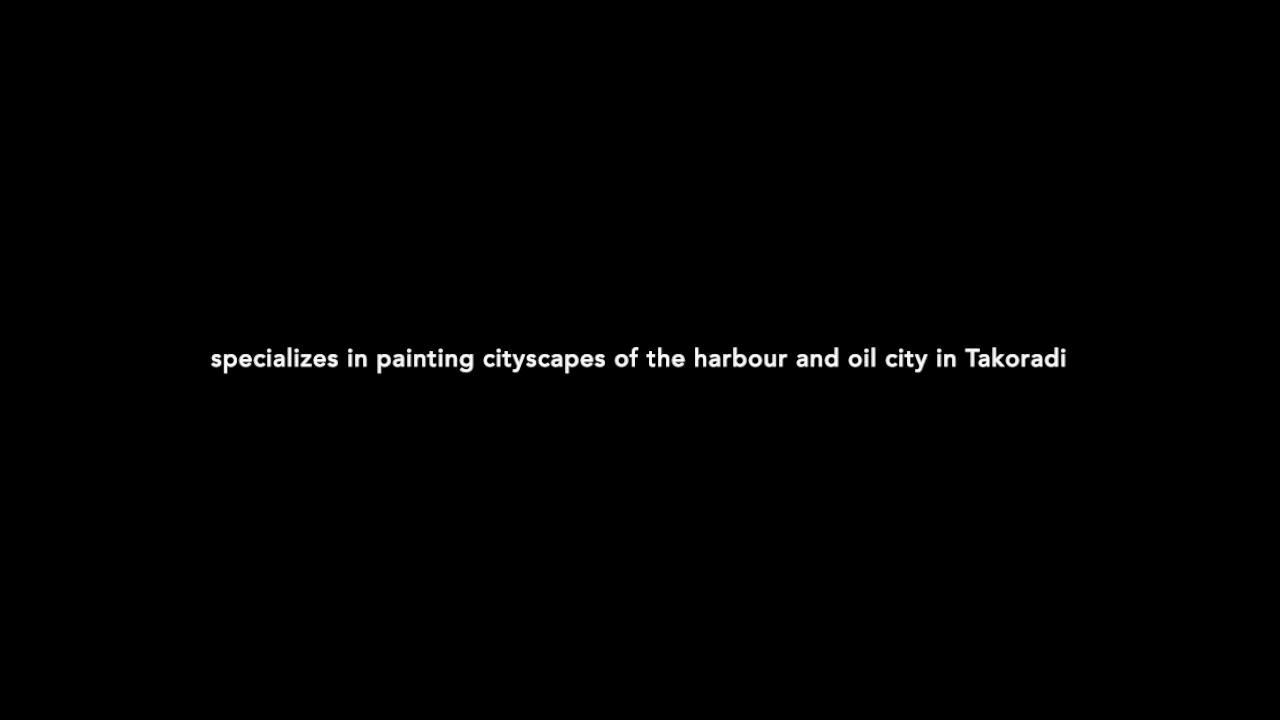 specializes in painting cityscapes of the harbour and oil city in Takoradi